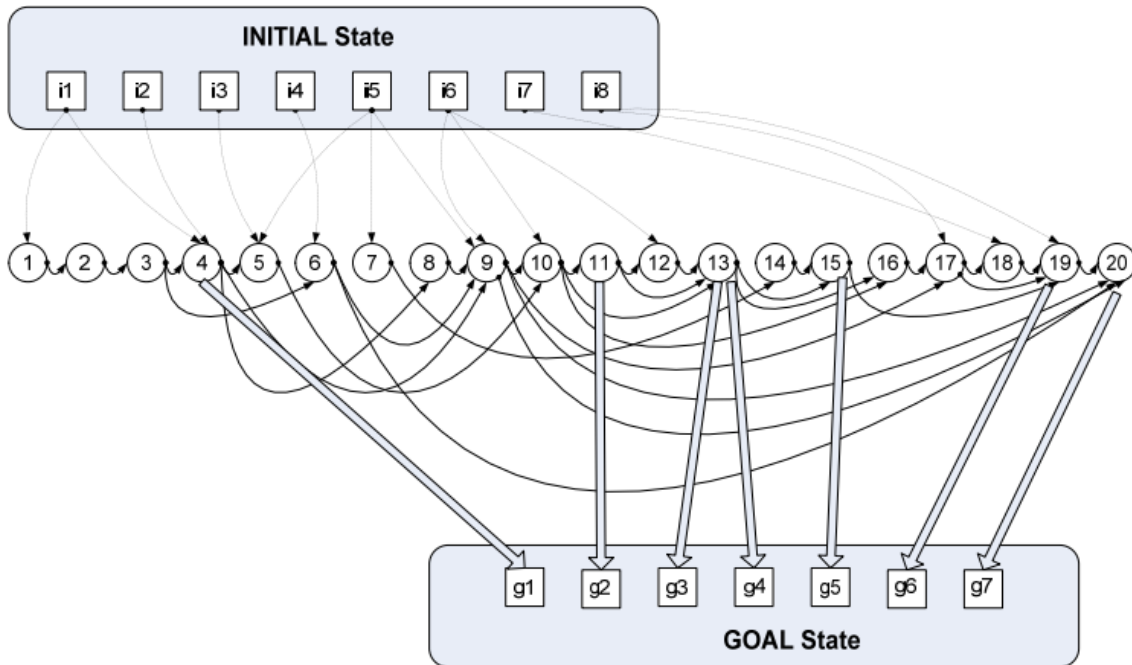 INITIAL State
i1 i2 i3 i4 i5 i6 i7 i8
1 2 3 4 5 6 7 8 9 10 11 12 13 14 15 16 17 18 19 20
g1 g2 g3 g4 g5 g6 g7
GOAL State